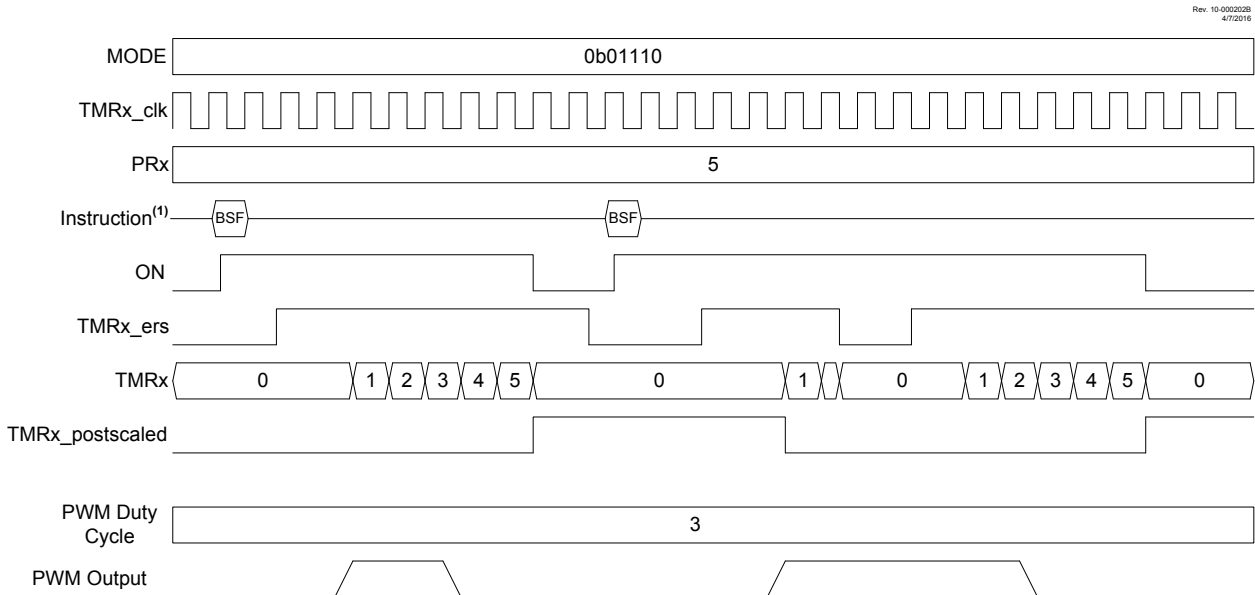 Rev. 10-000202B
4/7/2016
MODE 0b01110
TMRx_clk
PRx 5
Instruction(1) BSF BSF
ON
TMRx_ers
TMRx 0 1 2 3 4 5 0 1 0 1 2 3 4 5 0
TMRx_postscaled
PWM Duty
Cycle 3
PWM Output